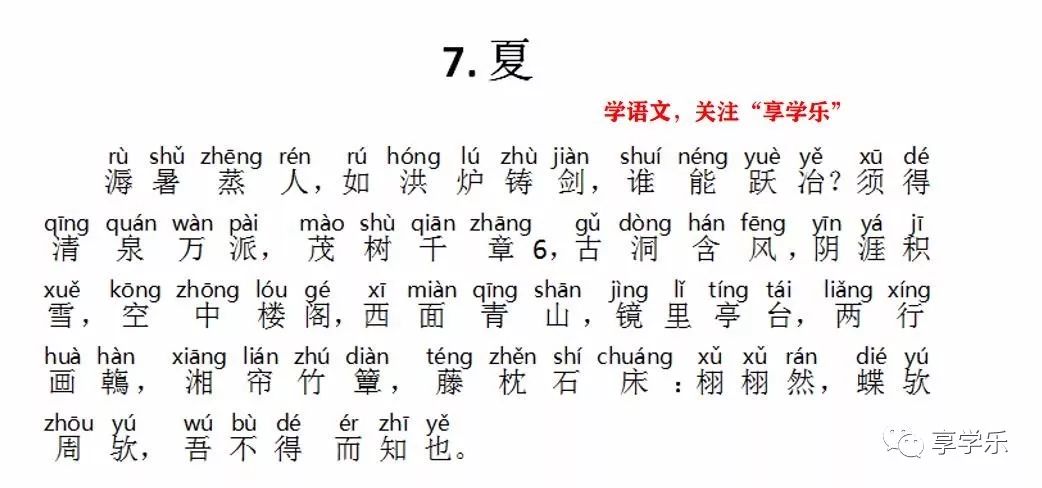 7. 夏
学语文，关注“享学乐”
rù shǔ zhēng rén rú hóng lú zhù jiàn shuí néng yuè yě xū dé
溽暑蒸人，如洪炉铸剑，谁能跃冶？须得
qīng quán wàn pài mào shù qiān zhāng gǔ dòng hán fēng yīn yá jī
清泉万派，茂树千章6，古洞含风，阴涯积
xuě kōng zhōng lóu gé xī miàn qīng shān jìng lǐ tíng tái liǎng xíng
雪，空中楼阁，西面青山，镜里亭台，两行
huà hàn xiāng lián zhú diàn téng zhěn shí chuáng xǔ xǔ rán dié yú
画鶾，湘帘竹簟，藤枕石床：栩栩然，蝶欤
zhōu yú wú bù dé ér zhī yě
周欤，吾不得而知也。
享学乐